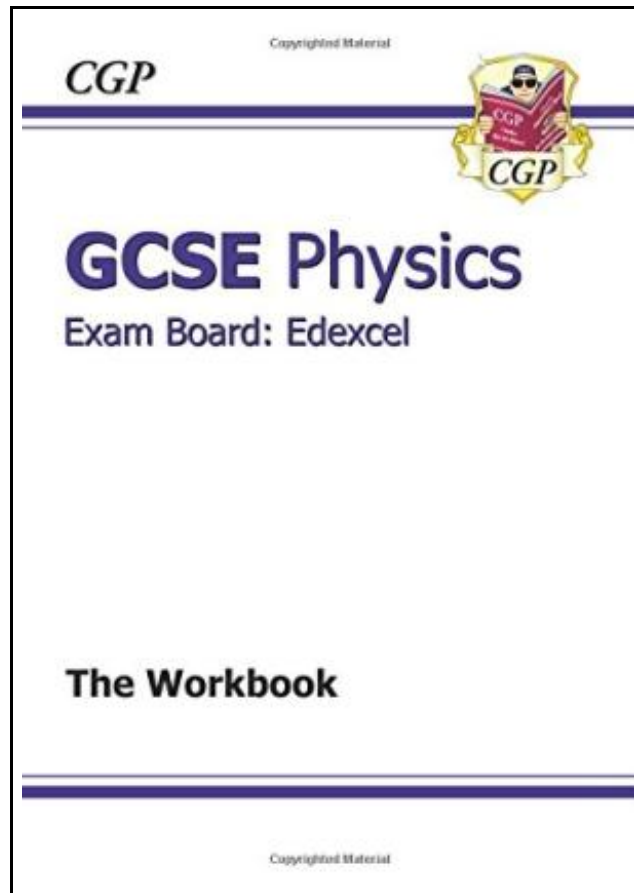 Copyrighted Material
CGP
CGP
CGP
GCSE Physics
Exam Board: Edexcel
The Workbook
Copyrighted Material